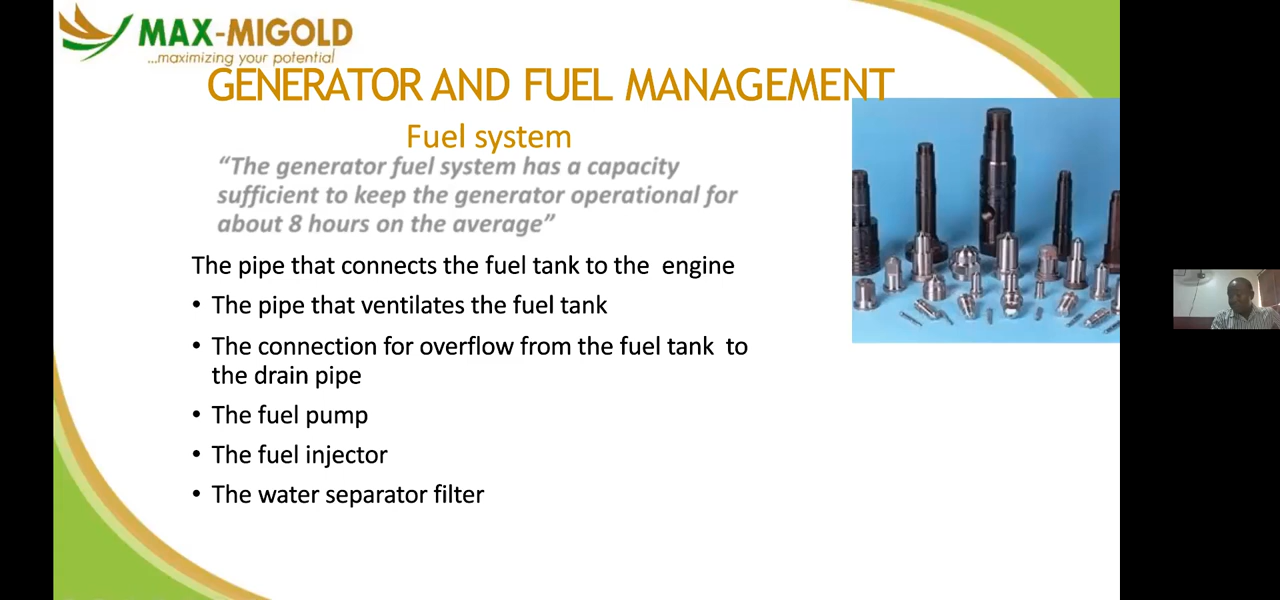 MAX-MIGOLD
...maximizing your potential
GENERATOR AND FUEL MANAGEMENT
Fuel system
“The generator fuel system has a capacity
sufficient to keep the generator operational for
about 8 hours on the average”
The pipe that connects the fuel tank to the engine
• The pipe that ventilates the fuel tank
• The connection for overflow from the fuel tank to
the drain pipe
• The fuel pump
• The fuel injector
• The water separator filter